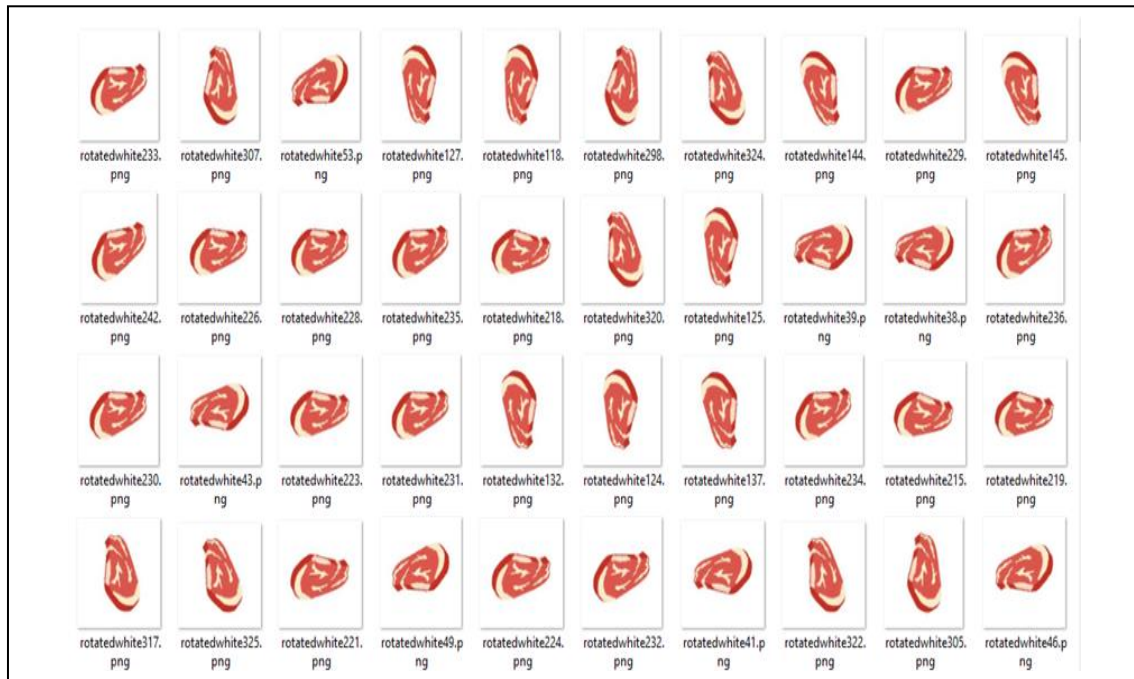 rotatedwhite233. rotatedwhite307. rotatedwhite53.p rotatedwhite127. rotatedwhite118. rotatedwhite298. rotatedwhite324. rotatedwhite144. rotatedwhite229. rotatedwhite145.
png png ng png png png png png png png
rotatedwhite242. rotatedwhite226. rotatedwhite228. rotatedwhite235. rotatedwhite218. rotatedwhite320. rotatedwhite125. rotatedwhite39.p rotatedwhite38.p rotatedwhite236.
png png png png png png png ng ng png
rotatedwhite230. rotatedwhite43.p rotatedwhite223. rotatedwhite231. rotatedwhite132. rotatedwhite124. rotatedwhite137. rotatedwhite234. rotatedwhite215. rotatedwhite219.
png ng png png png png png png png png
rotatedwhite317. rotatedwhite325. rotatedwhite221. rotatedwhite49.p rotatedwhite224. rotatedwhite232. rotatedwhite41.p rotatedwhite322. rotatedwhite305. rotatedwhite46.p
png png png ng png png ng png png ng